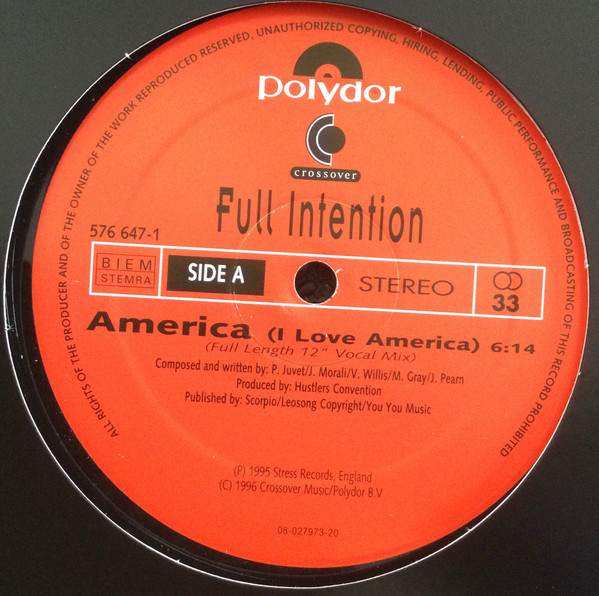 ALL RIGHTS OF THE PRODUCER AND OF THE OWNER OF THE WORK REPRODUCED RESERVED, UNAUTHORIZED COPYING, HIRING, LENDING, PUBLIC PERFORMANCE AND BROADCASTING OF THIS RECORD PROHIBITED
polydor
crossover
Full Intention
576 647-1
BIEM
STEMRA
SIDE A
STEREO
33
America (I Love America) 6:14
(Full Length 12" Vocal Mix)
Composed and written by: P. Juvet/J. Morali/V. Willis/M. Gray/J. Pearn
Produced by: Hustlers Convention
Published by: Scorpio/Leosong Copyright/You You Music
(P) 1995 Stress Records, England
(C) 1996 Crossover Music/Polydor B.V.
08-027973-20